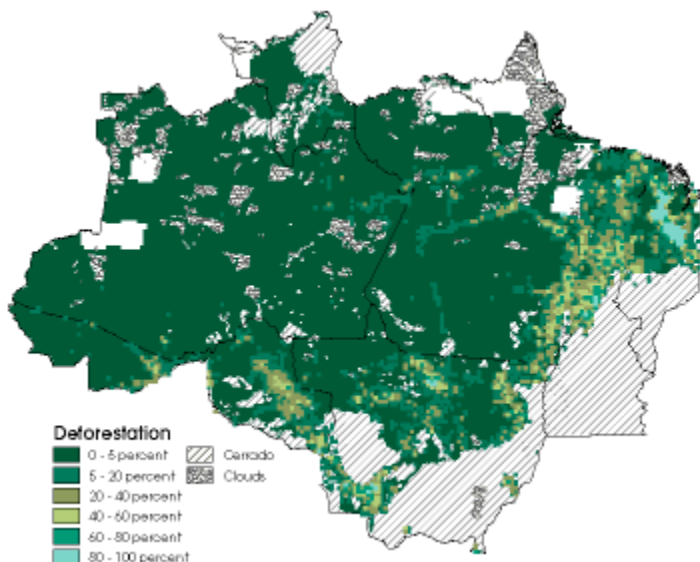 Deforestation
0 - 5 percent
Cerrado
5 - 20 percent
Clouds
20 - 40 percent
40 - 60 percent
60 - 80 percent
80 - 100 percent